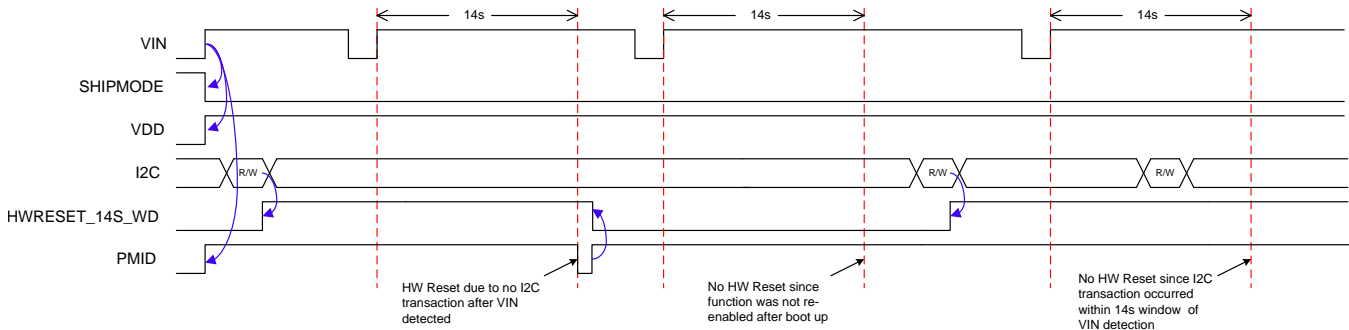 14s
14s
14s
VIN
SHIPMODE
VDD
I2C
R/W
R/W
R/W
HWRESET_14S_WD
PMID
HW Reset due to no I2C
transaction after VIN
detected
No HW Reset since
function was not re-
enabled after boot up
No HW Reset since I2C
transaction occurred
within 14s window of
VIN detection